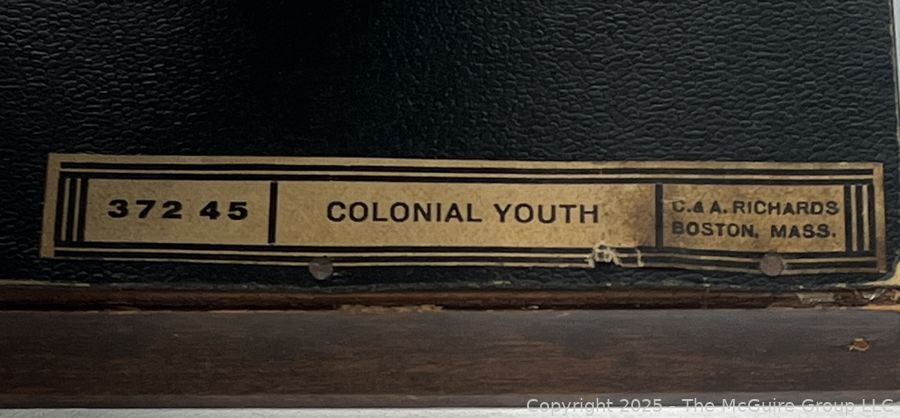 372 45
COLONIAL YOUTH
C. & A. RICHARDS
BOSTON, MASS.
Copyright 2025 - The McGuire Group LLC